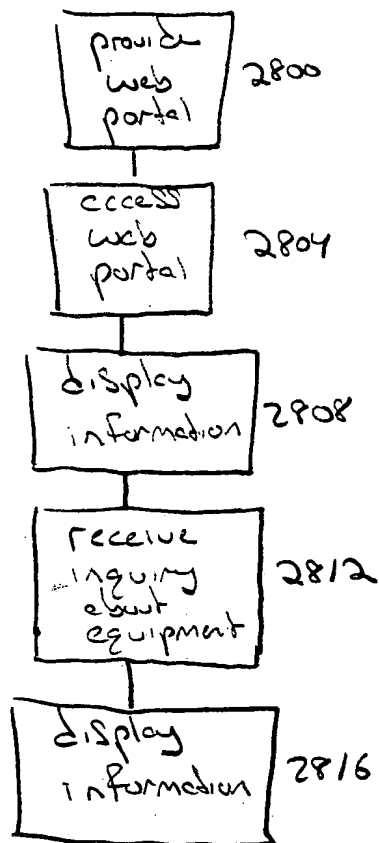 provide
web
portal
2800
access
web
portal
2804
display
information
2808
receive
inquiry
about
equipment
2812
display
information
2816